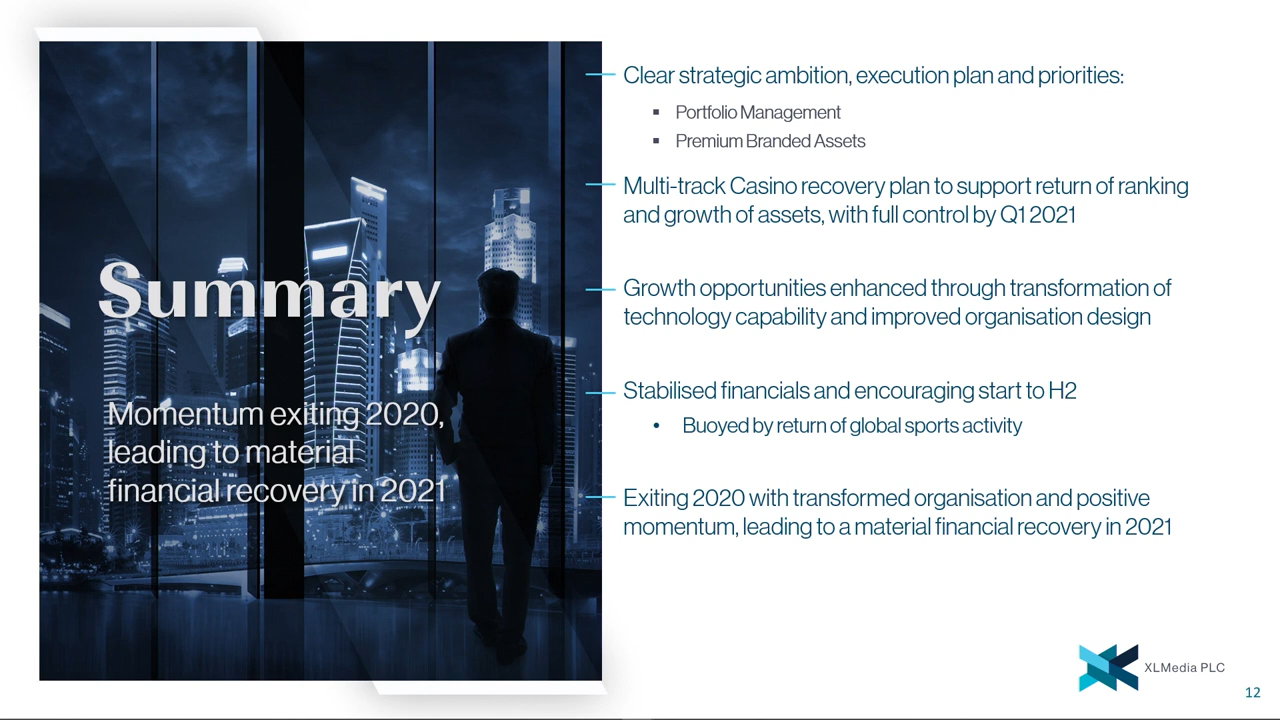 Summary
Momentum exiting 2020,
leading to material
financial recovery in 2021
Clear strategic ambition, execution plan and priorities:
▪ Portfolio Management
▪ Premium Branded Assets
Multi-track Casino recovery plan to support return of ranking
and growth of assets, with full control by Q1 2021
Growth opportunities enhanced through transformation of
technology capability and improved organisation design
Stabilised financials and encouraging start to H2
• Buoyed by return of global sports activity
Exiting 2020 with transformed organisation and positive
momentum, leading to a material financial recovery in 2021
XLMedia PLC
12